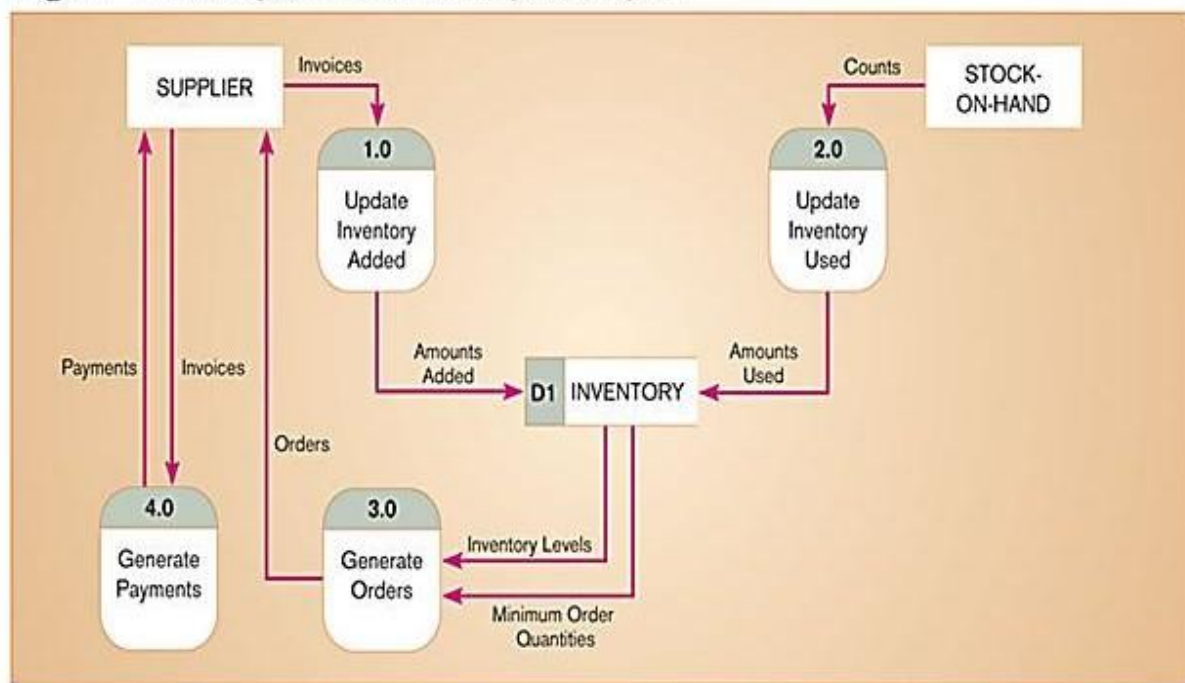 Invoices
SUPPLIER
Counts
STOCK-
ON-HAND
1.0
Update
Inventory
Added
2.0
Update
Inventory
Used
Payments
Invoices
Amounts
Added
D1 INVENTORY
Amounts
Used
Orders
4.0
Generate
Payments
3.0
Generate
Orders
Inventory Levels
Minimum Order
Quantities